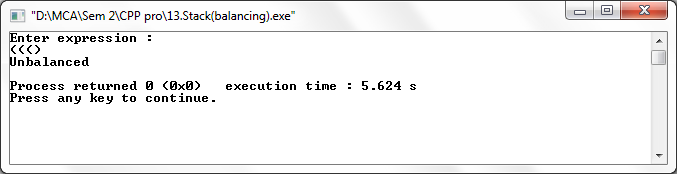 "D:\MCA\Sem 2\CPP pro\13.Stack(balancing).exe"
Enter expression :
((()
Unbalanced
Process returned 0 (0x0)   execution time : 5.624 s
Press any key to continue.